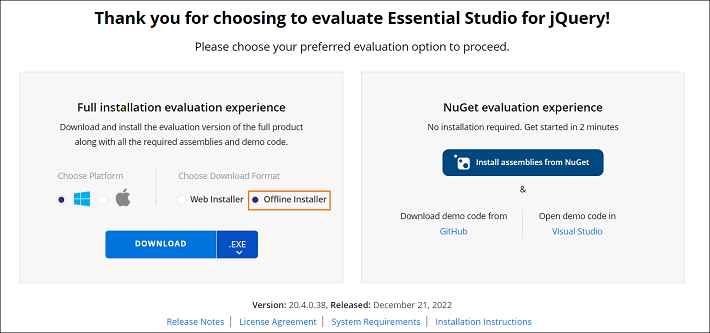 Thank you for choosing to evaluate Essential Studio for jQuery!
Please choose your preferred evaluation option to proceed.
Full installation evaluation experience
Download and install the evaluation version of the full product
along with all the required assemblies and demo code.
Choose Platform
Choose Download Format
Web Installer
Offline Installer
DOWNLOAD
.EXE
NuGet evaluation experience
No installation required. Get started in 2 minutes
Install assemblies from NuGet
&
Download demo code from
GitHub
Open demo code in
Visual Studio
Version: 20.4.0.38, Released: December 21, 2022
Release Notes | License Agreement | System Requirements | Installation Instructions